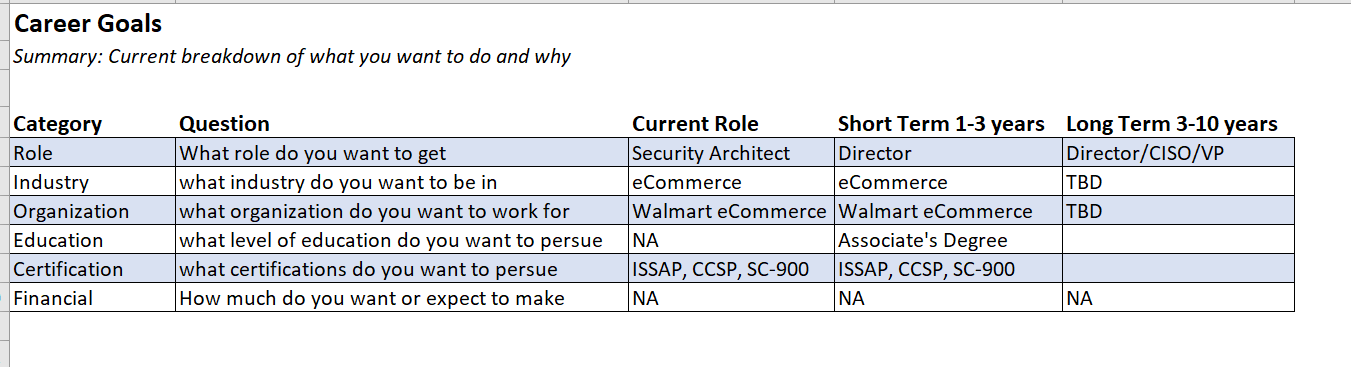 Career Goals
Summary: Current breakdown of what you want to do and why
Category Question Current Role Short Term 1-3 years Long Term 3-10 years
Role What role do you want to get Security Architect Director Director/CISO/VP
Industry what industry do you want to be in eCommerce eCommerce TBD
Organization what organization do you want to work for Walmart eCommerce Walmart eCommerce TBD
Education what level of education do you want to persue NA Associate's Degree
Certification what certifications do you want to persue ISSAP, CCSP, SC-900 ISSAP, CCSP, SC-900
Financial How much do you want or expect to make NA NA NA